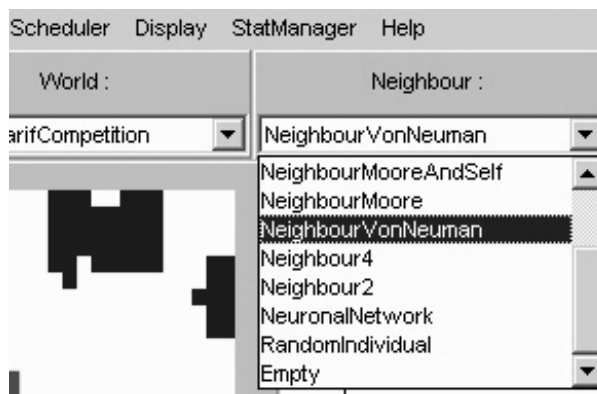 Scheduler Display StatManager Help
World : Neighbour :
arifCompetition NeighbourVonNeuman
NeighbourMooreAndSelf
NeighbourMoore
NeighbourVonNeuman
Neighbour4
Neighbour2
NeuronalNetwork
RandomIndividual
Empty